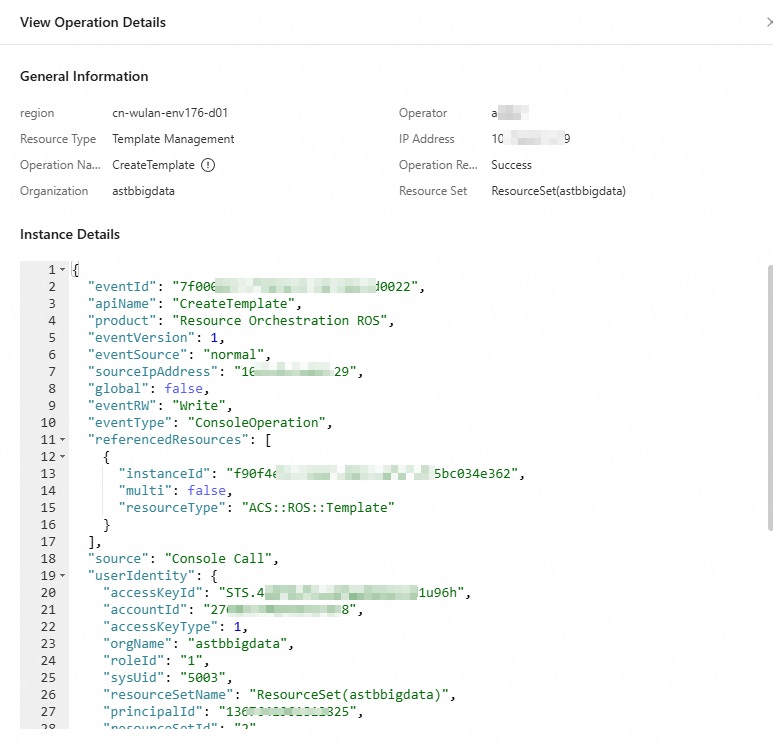 View Operation Details
General Information
region cn-wulan-env176-d01 Operator
Resource Type Template Management IP Address
Operation Na... CreateTemplate Operation Re... Success
Organization astbbigdata Resource Set ResourceSet(astbbigdata)
Instance Details
1 {
2 "eventId": "7f00 d0022",
3 "apiName": "CreateTemplate",
4 "product": "Resource Orchestration ROS",
5 "eventVersion": 1,
6 "eventSource": "normal",
7 "sourceIpAddress": "10 29",
8 "global": false,
9 "eventRW": "Write",
10 "eventType": "ConsoleOperation",
11 "referencedResources": [
12 {
13 "instanceId": "f90f4 5bc034e362",
14 "multi": false,
15 "resourceType": "ACS::ROS::Template"
16 }
17 ],
18 "source": "Console Call",
19 "userIdentity": {
20 "accessKeyId": "STS.4 1u96h",
21 "accountId": "27 8",
22 "accessKeyType": 1,
23 "orgName": "astbbigdata",
24 "roleId": "1",
25 "sysUid": "5003",
26 "resourceSetName": "ResourceSet(astbbigdata)",
27 "principalId": "136 325",
28 "resourceSetId": "2"